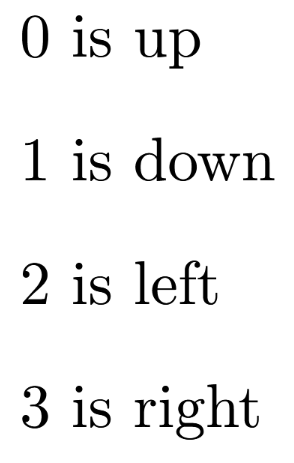 0 is up
1 is down
2 is left
3 is right